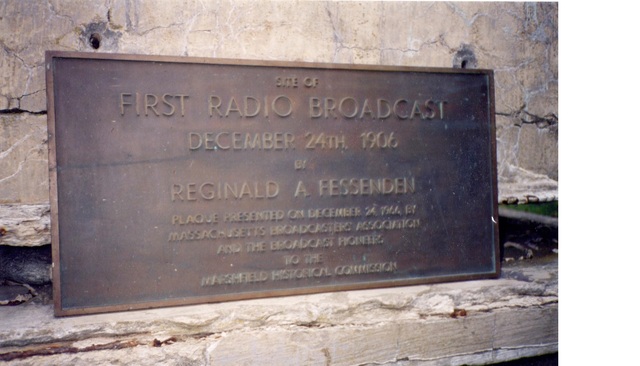 SITE OF
FIRST RADIO BROADCAST
DECEMBER 24TH, 1906
BY
REGINALD A FESSENDEN
PLAQUE PRESENTED ON DECEMBER 24, 1966 BY
MASSACHUSETTS BROADCASTERS ASSOCIATION
AND THE BROADCAST PIONEERS
TO THE
MARSHFIELD HISTORICAL COMMISSION